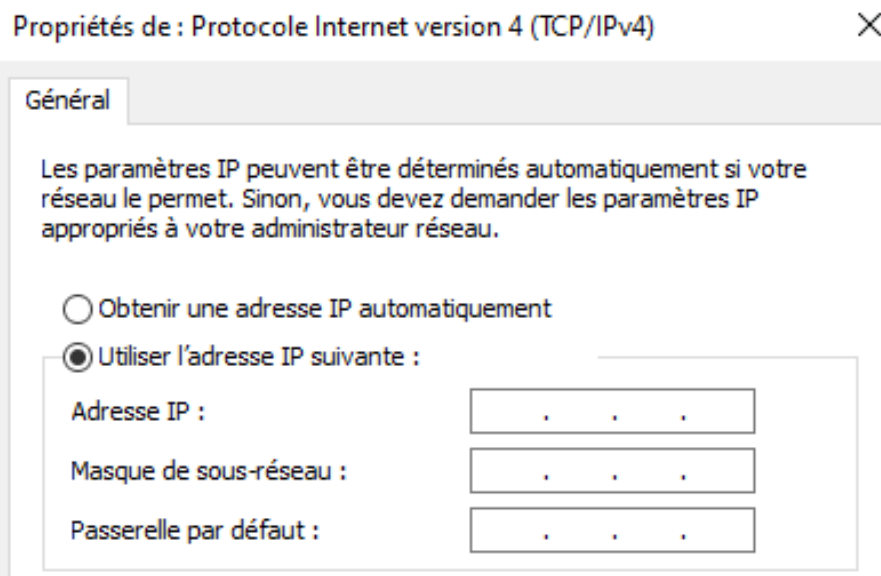 Propriétés de : Protocole Internet version 4 (TCP/IPv4)
Général
Les paramètres IP peuvent être déterminés automatiquement si votre
réseau le permet. Sinon, vous devez demander les paramètres IP
appropriés à votre administrateur réseau.
Obtenir une adresse IP automatiquement
Utiliser l'adresse IP suivante :
Adresse IP : . . .
Masque de sous-réseau : . . .
Passerelle par défaut : . . .